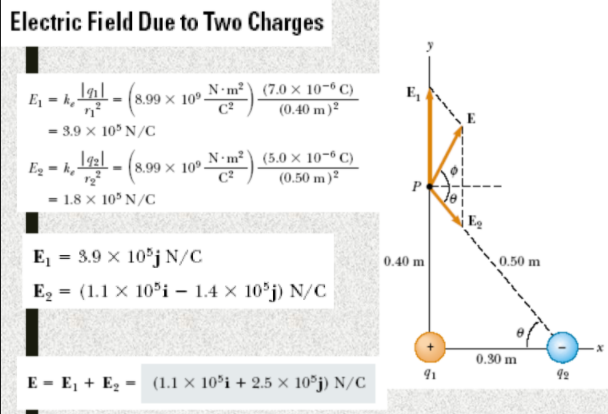 Electric Field Due to Two Charges
E₁ = kₑ |q₁| / r₁² = (8.99 × 10⁹ N·m² / C²) (7.0 × 10⁻⁶ C) / (0.40 m)²
= 3.9 × 10⁵ N/C
E₂ = kₑ |q₂| / r₂² = (8.99 × 10⁹ N·m² / C²) (5.0 × 10⁻⁶ C) / (0.50 m)²
= 1.8 × 10⁵ N/C
E₁ = 3.9 × 10⁵j N/C
E₂ = (1.1 × 10⁵i − 1.4 × 10⁵j) N/C
E = E₁ + E₂ = (1.1 × 10⁵i + 2.5 × 10⁵j) N/C
y
E₁
E
ϕ
P
θ
E₂
0.40 m
0.50 m
θ
+
−
x
0.30 m
q₁
q₂